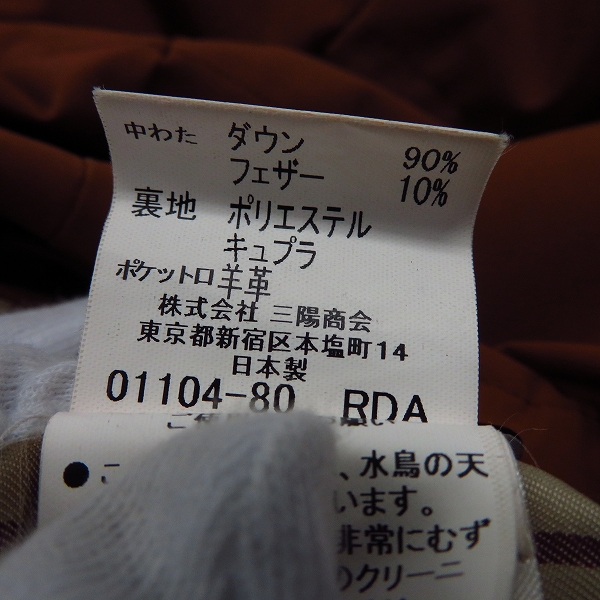 中わた ダウン 90%
フェザー 10%
裏地 ポリエステル
キュプラ
ポケット口 羊革
株式会社 三陽商会
東京都新宿区本塩町14
日本製
01104-80 RDA
、水鳥の天
います。
非常にむず
のクリーニ